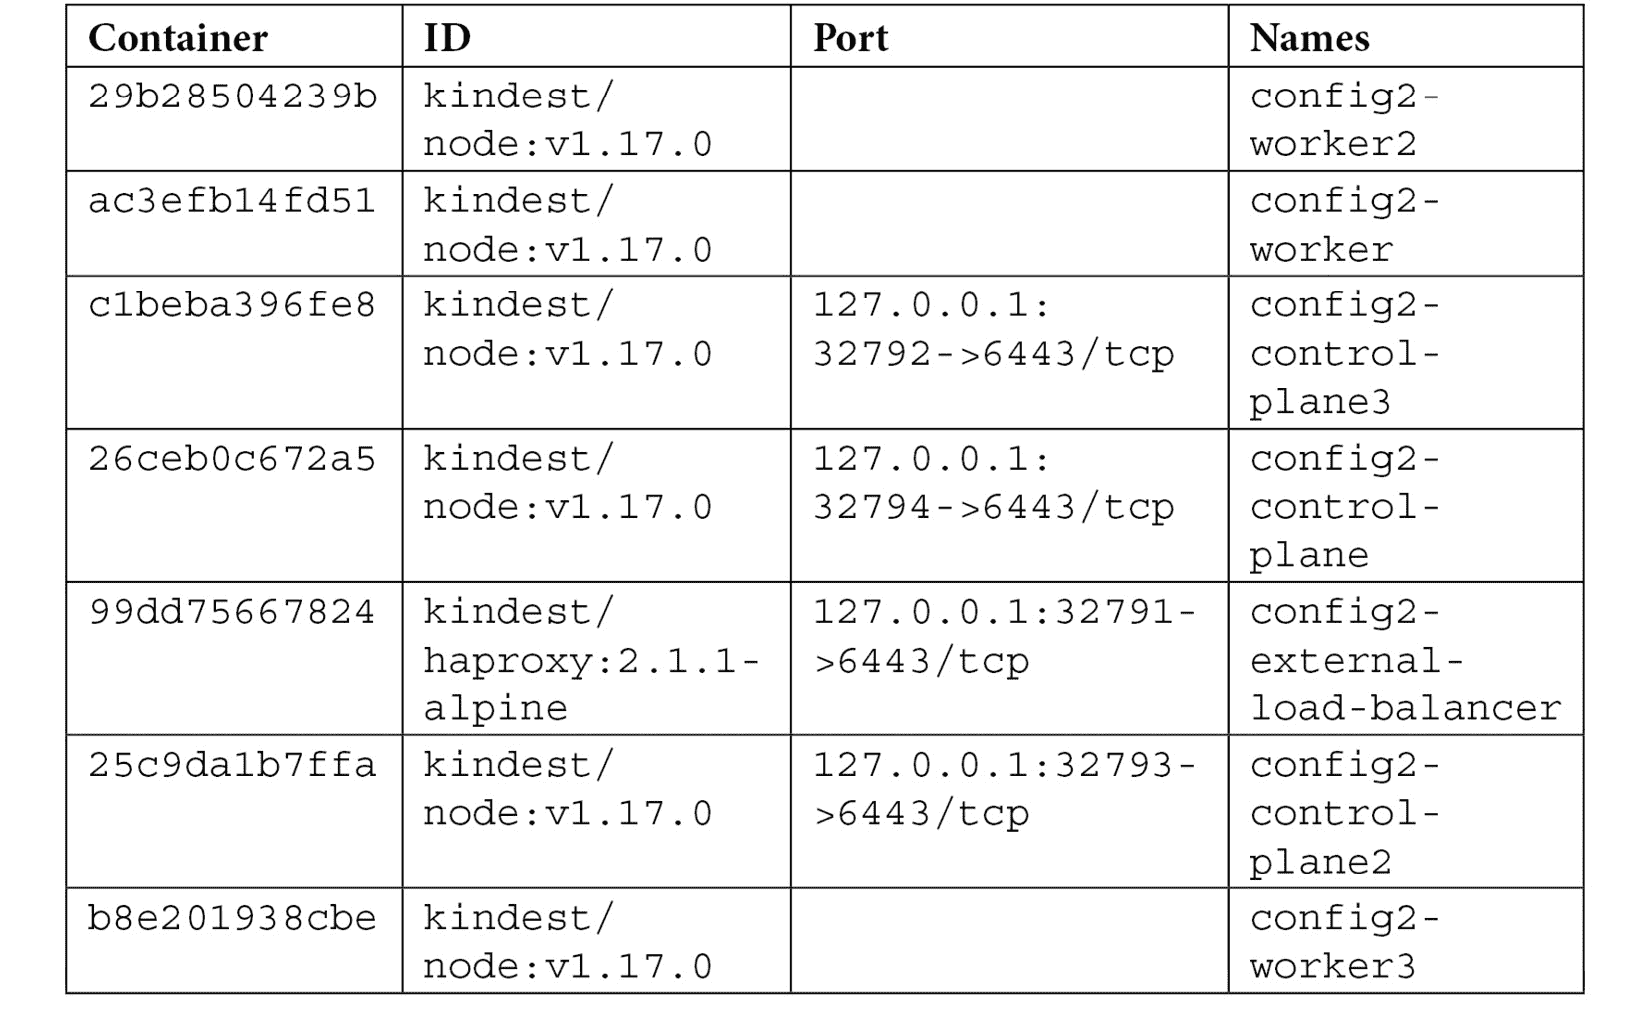 Container ID Port Names
29b28504239b kindest/ config2-
node:v1.17.0 worker2
ac3efb14fd51 kindest/ config2-
node:v1.17.0 worker
c1beba396fe8 kindest/ 127.0.0.1: config2-
node:v1.17.0 32792->6443/tcp control-
plane3
26ceb0c672a5 kindest/ 127.0.0.1: config2-
node:v1.17.0 32794->6443/tcp control-
plane
99dd75667824 kindest/ 127.0.0.1:32791- config2-
haproxy:2.1.1- >6443/tcp external-
alpine load-balancer
25c9da1b7ffa kindest/ 127.0.0.1:32793- config2-
node:v1.17.0 >6443/tcp control-
plane2
b8e201938cbe kindest/ config2-
node:v1.17.0 worker3